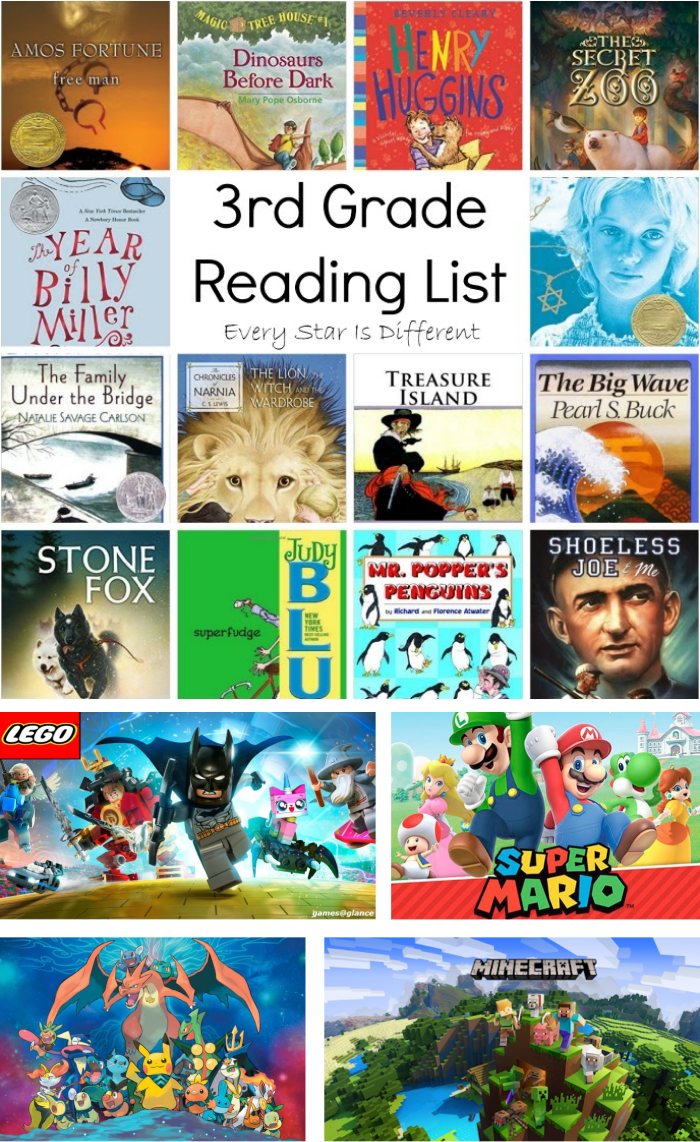 AMOS FORTUNE
free man
MAGIC TREE HOUSE #1
Dinosaurs
Before Dark
Mary Pope Osborne
BEVERLY CLEARY
HENRY
HUGGINS
THE
SECRET
ZOO
A New York Times Bestseller
A Newbery Honor Book
The YEAR
of
Billy
Miller
3rd Grade
Reading List
Every Star Is Different
The Family
Under the Bridge
NATALIE SAVAGE CARLSON
THE
CHRONICLES
of
NARNIA
C. S. LEWIS
THE LION, THE
WITCH AND THE
WARDROBE
TREASURE
ISLAND
The Big Wave
Pearl S. Buck
STONE
FOX
superfudge
JUDY
BLU
NEW
YORK
TIMES
BEST-SELLING
AUTHOR
MR. POPPER'S
PENGUINS
by Richard and Florence Atwater
SHOELESS
JOE & Me
LEGO
games@glance
L
M
SUPER
MARIO
TM
MINECRAFT